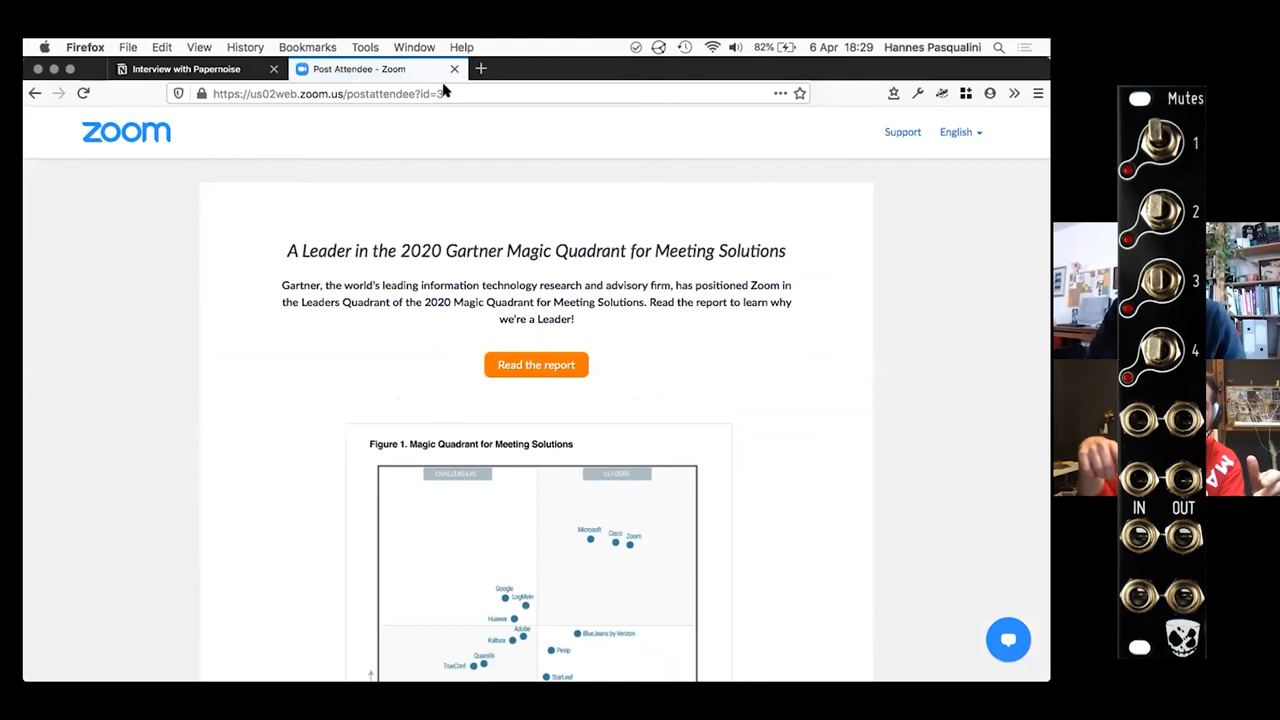 Firefox File Edit View History Bookmarks Tools Window Help 82% 6 Apr 18:29 Hannes Pasqualini
Interview with Papernoise Post Attendee - Zoom
https://us02web.zoom.us/postattendee?id=3
zoom Support English
A Leader in the 2020 Gartner Magic Quadrant for Meeting Solutions
Gartner, the world's leading information technology research and advisory firm, has positioned Zoom in
the Leaders Quadrant of the 2020 Magic Quadrant for Meeting Solutions. Read the report to learn why
we're a Leader!
Read the report
Figure 1. Magic Quadrant for Meeting Solutions
CHALLENGERS LEADERS
Microsoft
Cisco
Zoom
Google
LogMeIn
Huawei
Adobe
Kaltura
Quanshi
TrueConf
BlueJeans by Verizon
Pexip
StarLeaf
Mutes
1
2
3
4
IN OUT
M A